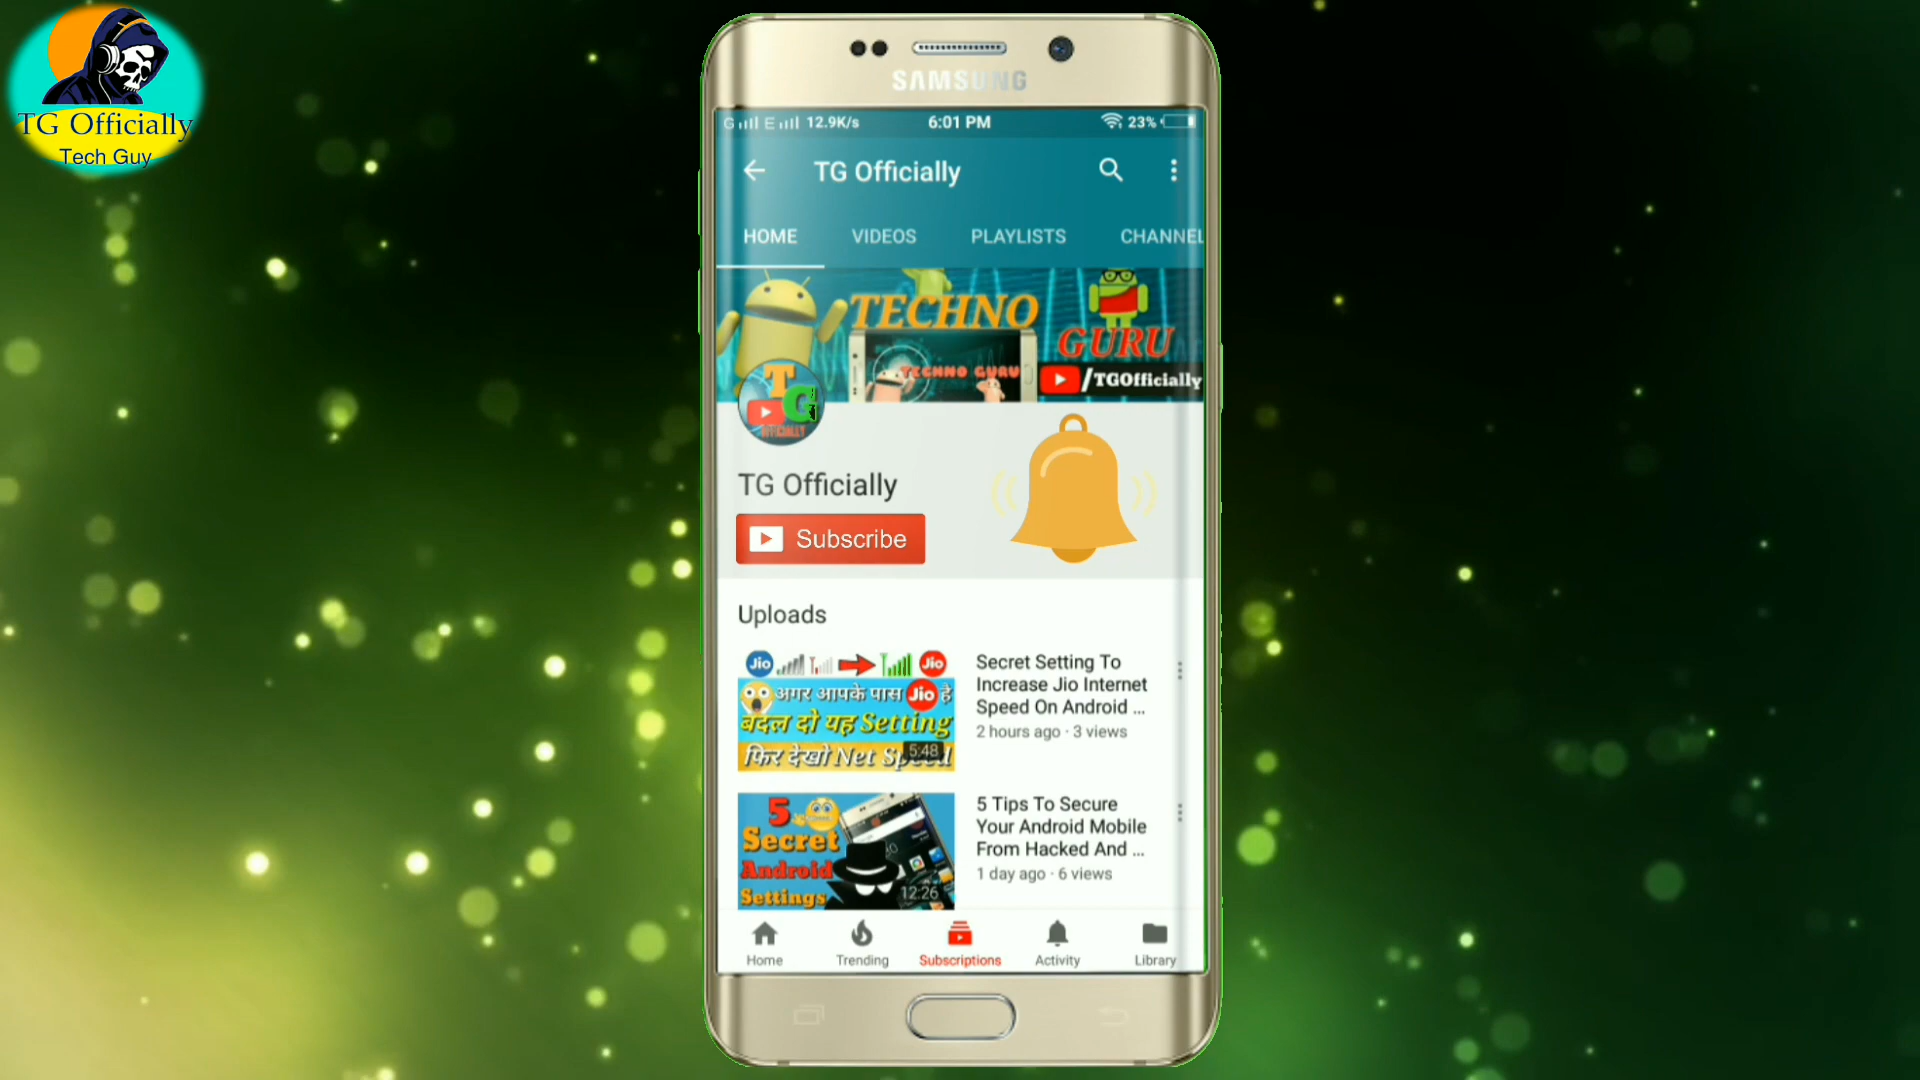 TG Officially
Tech Guy
SAMSUNG
G E 12.9K/s 6:01 PM 23%
TG Officially
HOME VIDEOS PLAYLISTS CHANNEL
TECHNO
GURU
TECHNO GURU
/TGOfficially
T
G
OFFICIALLY
TG Officially
Subscribe
Uploads
Jio Jio
अगर आपके पास Jio है
बदल दो यह Setting
फिर देखो Net Speed
5:48
Secret Setting To
Increase Jio Internet
Speed On Android ...
2 hours ago · 3 views
5
Secret
Android
Settings
12:26
5 Tips To Secure
Your Android Mobile
From Hacked And ...
1 day ago · 6 views
Home Trending Subscriptions Activity Library